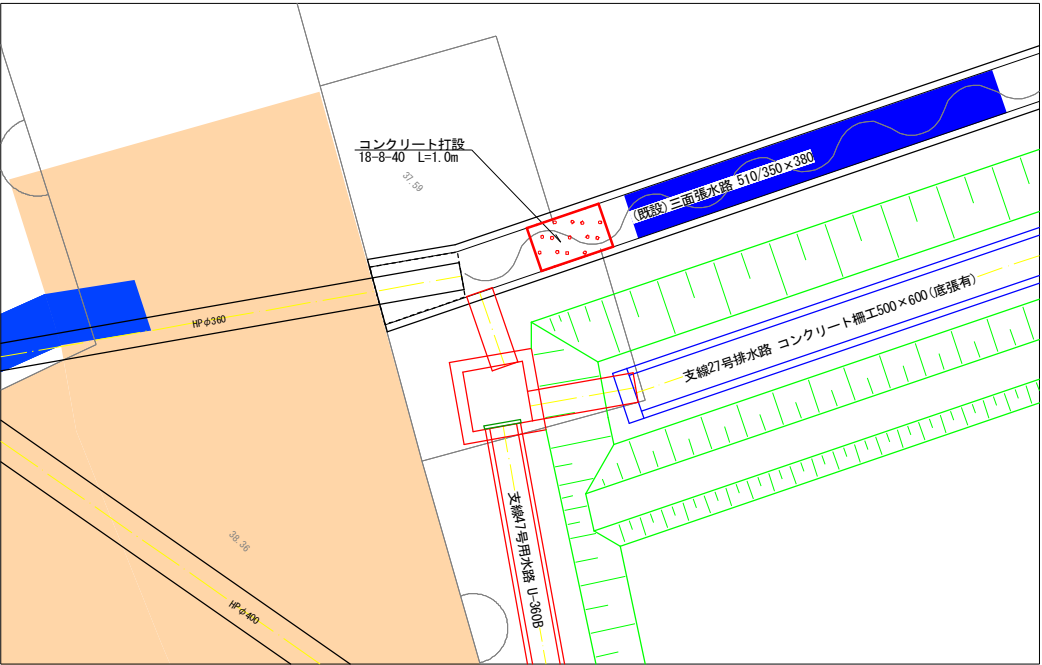 コンクリート打設
18-8-40 L=1.0m
37.59
(既設)三面張水路 510/350×380
HPφ360
支線27号排水路 コンクリート柵工500×600(底張有)
支線47号用水路 U-360B
38.36
HPφ400